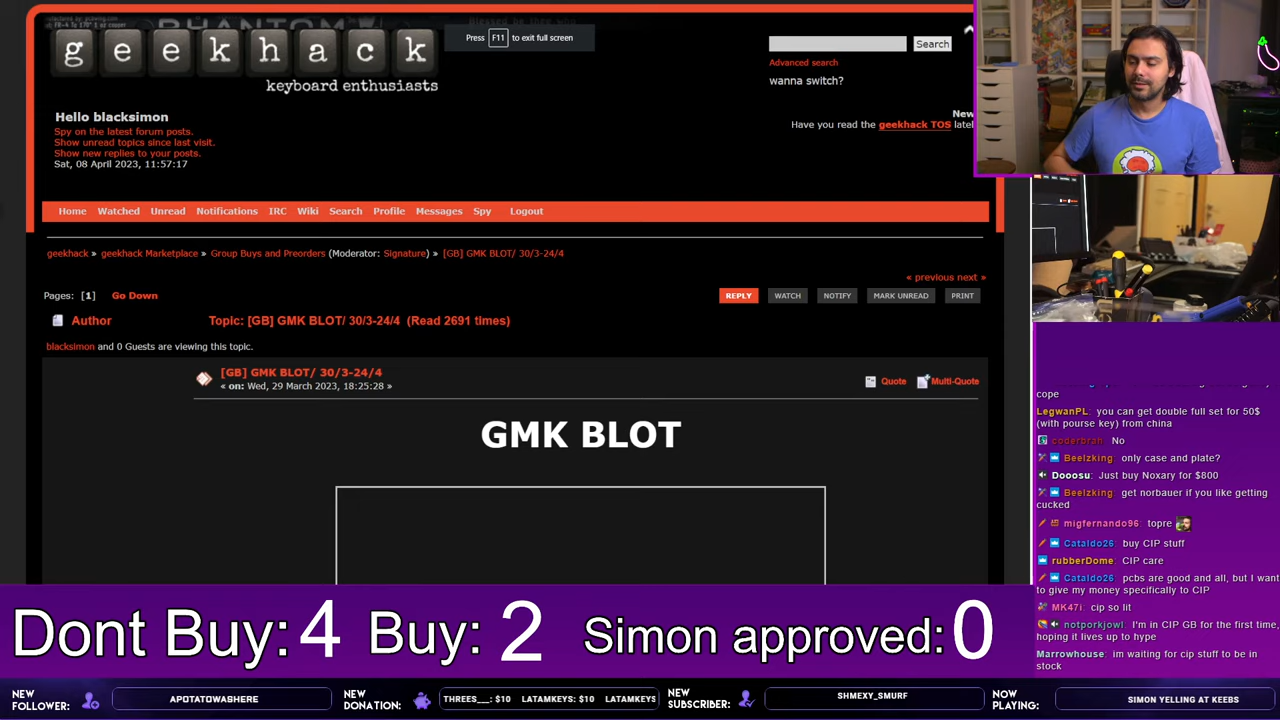 PHANTOM
Blessed be they who
geekhack
keyboard enthusiasts
Press F11 to exit full screen
Search
Advanced search
wanna switch?
Hello blacksimon
Spy on the latest forum posts.
Show unread topics since last visit.
Show new replies to your posts.
Sat, 08 April 2023, 11:57:17
New
Have you read the geekhack TOS latel
Home Watched Unread Notifications IRC Wiki Search Profile Messages Spy Logout
geekhack » geekhack Marketplace » Group Buys and Preorders (Moderator: Signature) » [GB] GMK BLOT/ 30/3-24/4
« previous next »
Pages: [1] Go Down
REPLY WATCH NOTIFY MARK UNREAD PRINT
Author Topic: [GB] GMK BLOT/ 30/3-24/4 (Read 2691 times)
blacksimon and 0 Guests are viewing this topic.
[GB] GMK BLOT/ 30/3-24/4
« on: Wed, 29 March 2023, 18:25:28 »
Quote Multi-Quote
GMK BLOT
cope
LegwanPL: you can get double full set for 50$
(with pourse key) from china
coderbrah: No
Beelzking: only case and plate?
Dooosu: Just buy Noxary for $800
Beelzking: get norbauer if you like getting
cucked
migfernando96: topre
Cataldo26: buy CIP stuff
rubberDome: CIP care
Cataldo26: pcbs are good and all, but I want
to give my money specifically to CIP
MK47i: cip so lit
notporkjowl: I'm in CIP GB for the first time,
hoping it lives up to hype
Marrowhouse: im waiting for cip stuff to be in
stock
Dont Buy: 4 Buy: 2 Simon approved: 0
NEW
FOLLOWER:
APOTATOWASHERE
NEW
DONATION:
THREES___: $10 LATAMKEYS: $10 LATAMKEYS
NEW
SUBSCRIBER:
SHMEXY_SMURF
NOW
PLAYING:
SIMON YELLING AT KEEBS